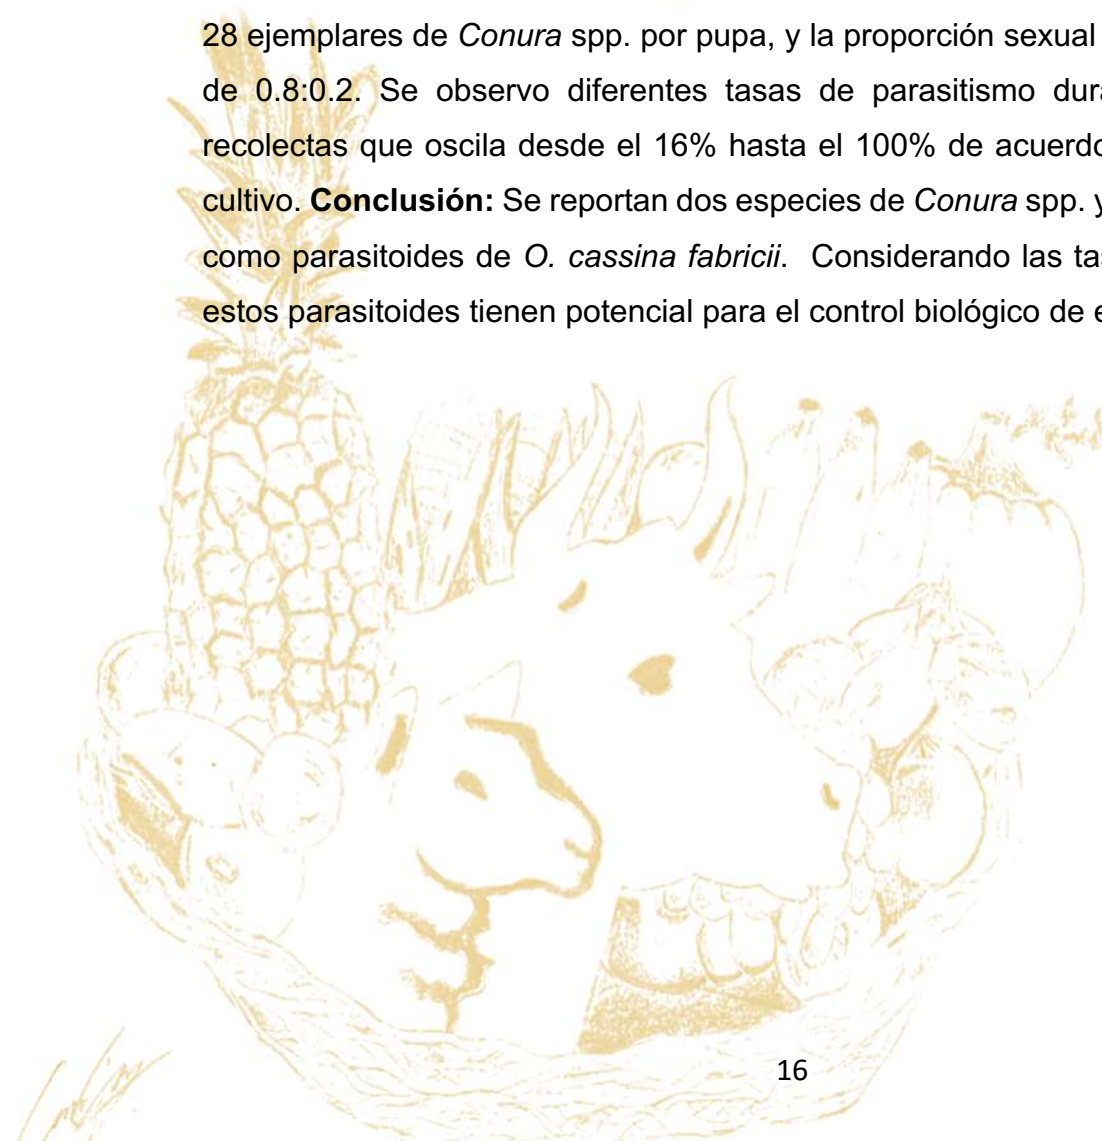 28 ejemplares de Conura spp. por pupa, y la proporción sexual
de 0.8:0.2. Se observo diferentes tasas de parasitismo
recolectas que oscila desde el 16% hasta el 100% de acuerdo
cultivo. Conclusión: Se reportan dos especies de Conura spp. y
como parasitoides de O. cassina fabricii. Considerando las
estos parasitoides tienen potencial para el control biológico de
16